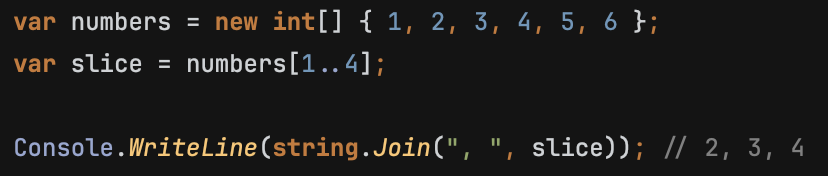 var numbers = new int[] { 1, 2, 3, 4, 5, 6 };
var slice = numbers[1..4];
Console.WriteLine(string.Join(", ", slice)); // 2, 3, 4